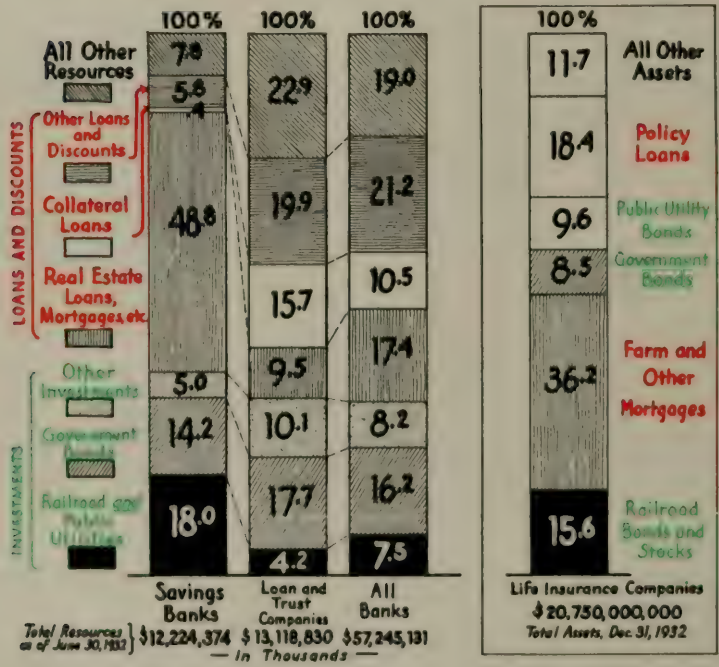 100%
100%
100%
All Other
Resources
Other Loans
and
Discounts
Collateral
Loans
Real Estate
Loans,
Mortgages, etc.
LOANS AND DISCOUNTS
Other
Investments
Government
Bonds
Railroad and
Public
Utilities
INVESTMENTS
7.8
5.8
.4
48.8
5.0
14.2
18.0
22.9
19.9
15.7
9.5
10.1
17.7
4.2
19.0
21.2
10.5
17.4
8.2
16.2
7.5
Savings
Banks
Loan and
Trust
Companies
All
Banks
Total Resources
as of June 30, 1932
$12,224,374
$13,118,830
$57,245,131
— In Thousands —
100%
11.7
18.4
9.6
8.5
36.2
15.6
All Other
Assets
Policy
Loans
Public Utility
Bonds
Government
Bonds
Farm and
Other
Mortgages
Railroad
Bonds and
Stocks
Life Insurance Companies
$20,750,000,000
Total Assets, Dec. 31, 1932